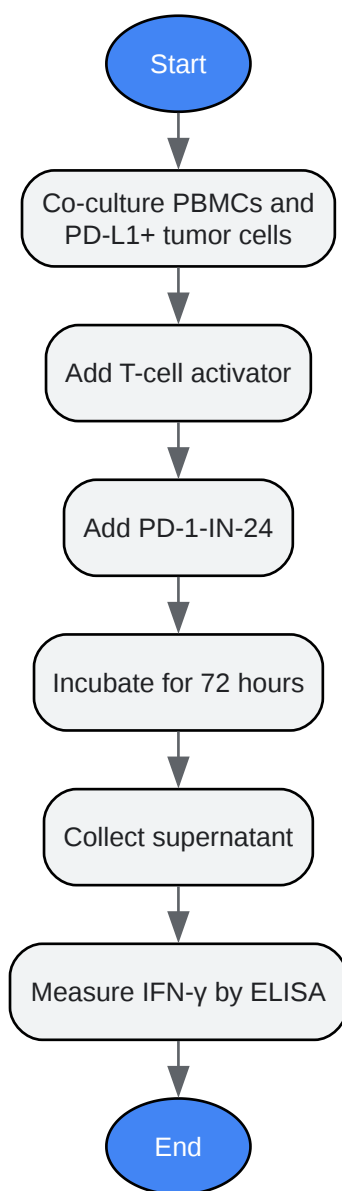 Start
Co-culture PBMCs and
PD-L1+ tumor cells
Add T-cell activator
Add PD-1-IN-24
Incubate for 72 hours
Collect supernatant
Measure IFN-γ by ELISA
End